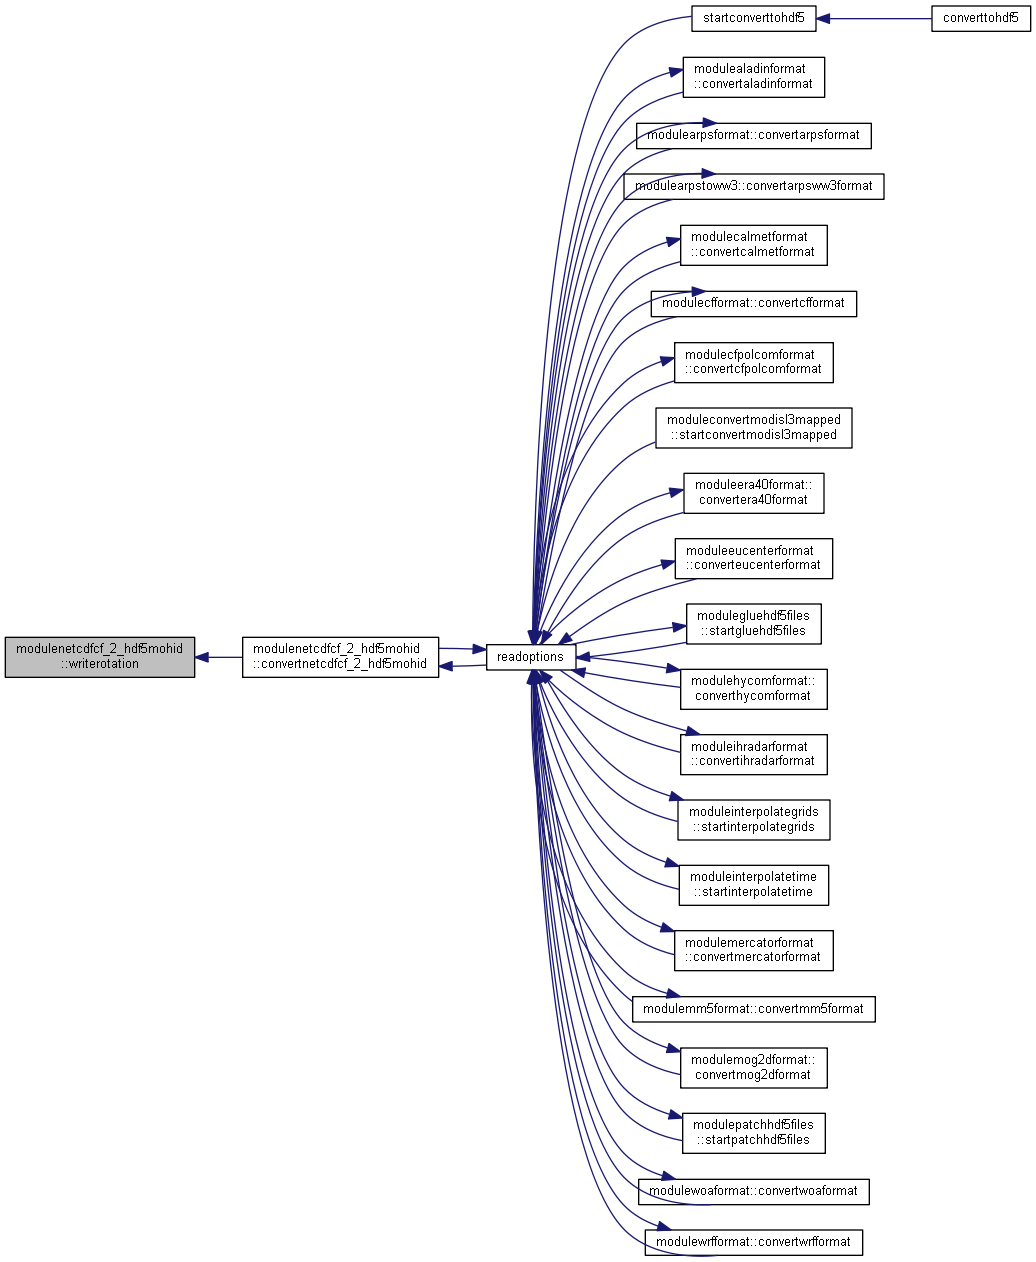 startconverttohdf5
converttohdf5
modulealadinformat
::convertaladinformat
modulearpsformat::convertarpsformat
modulearpstoww3::convertarpsww3format
modulecalmetformat
::convertcalmetformat
modulecfformat::convertcfformat
modulecfpolcomformat
::convertcfpolcomformat
moduleconvertmodisl3mapped
::startconvertmodisl3mapped
moduleera40format::
convertera40format
moduleeucenterformat
::converteucenterformat
modulegluehdf5files
::startgluehdf5files
modulenetcdfcf_2_hdf5mohid
::writerotation
modulenetcdfcf_2_hdf5mohid
::convertnetcdfcf_2_hdf5mohid
readoptions
modulehycomformat::
converthycomformat
moduleihradarformat
::convertihradarformat
moduleinterpolategrids
::startinterpolategrids
moduleinterpolatetime
::startinterpolatetime
modulemercatorformat
::convertmercatorformat
modulemm5format::convertmm5format
modulemog2dformat::
convertmog2dformat
modulepatchhdf5files
::startpatchhdf5files
modulewoaformat::convertwoaformat
modulewrfformat::convertwrfformat